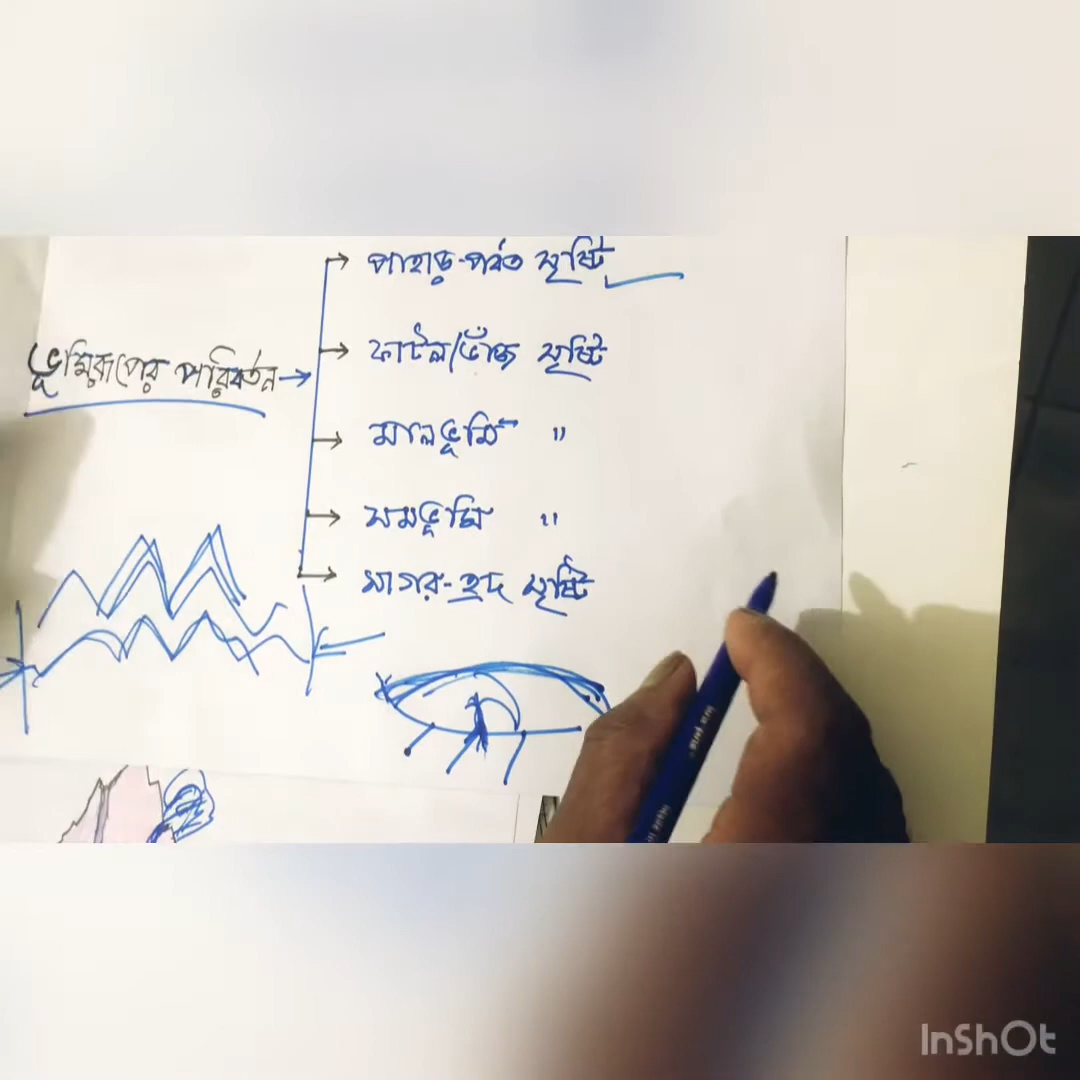 পাহাড়-পর্বত সৃষ্টি
ফাটল/ভাঁজ সৃষ্টি
ভূমিরূপের পরিবর্তন
মালভূমি "
সমভূমি "
সাগর-হ্রদ সৃষ্টি
InShOt